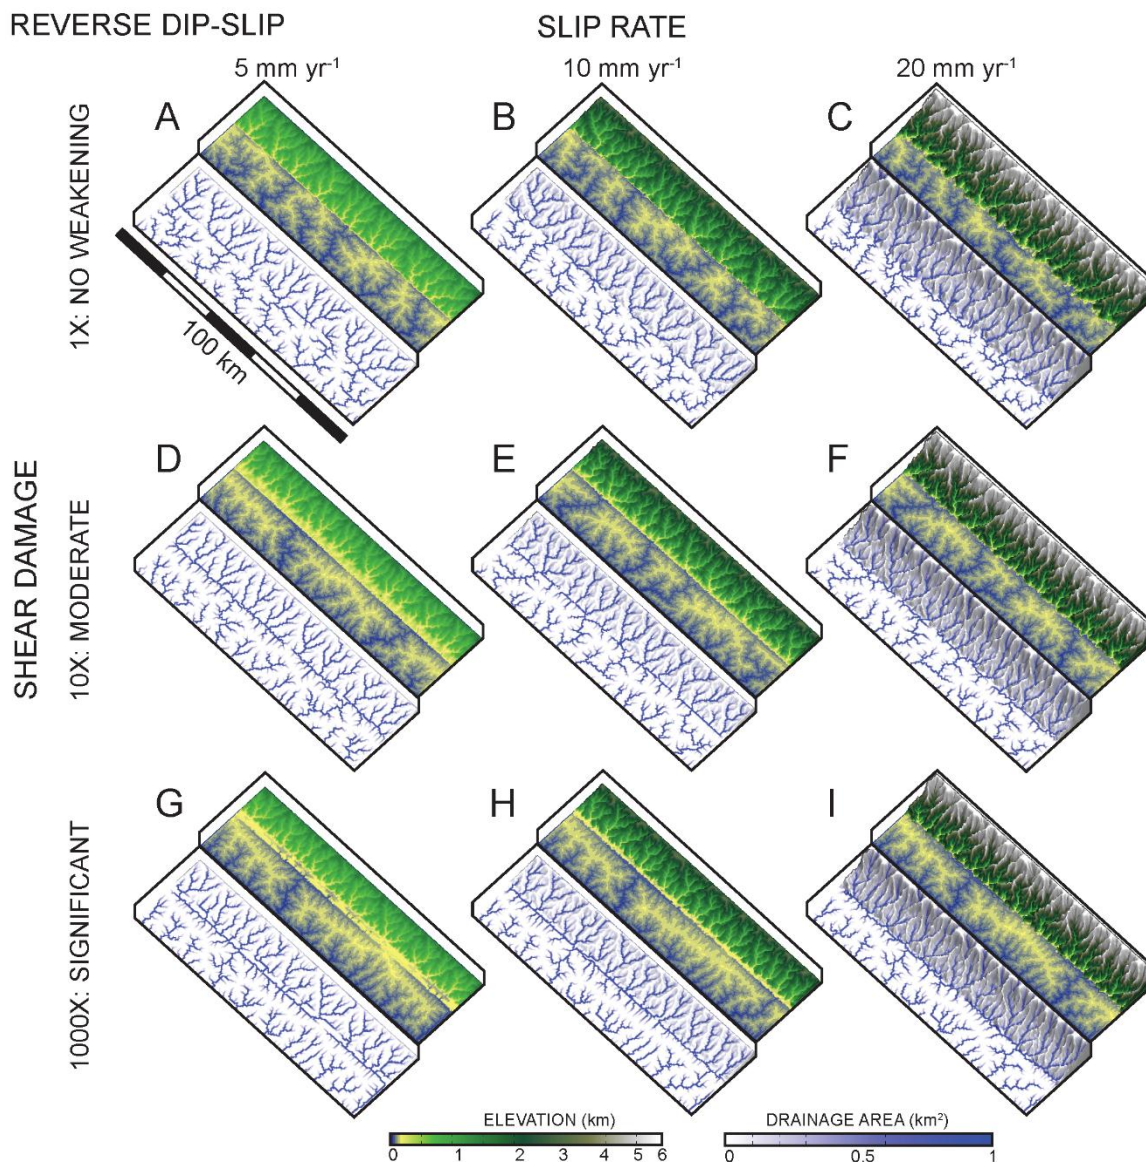 REVERSE DIP-SLIP
SLIP RATE
5 mm yr⁻¹
10 mm yr⁻¹
20 mm yr⁻¹
SHEAR DAMAGE
1X: NO WEAKENING
A
B
C
100 km
10X: MODERATE
D
E
F
1000X: SIGNIFICANT
G
H
I
ELEVATION (km)
0 1 2 3 4 5 6
DRAINAGE AREA (km²)
0 0.5 1